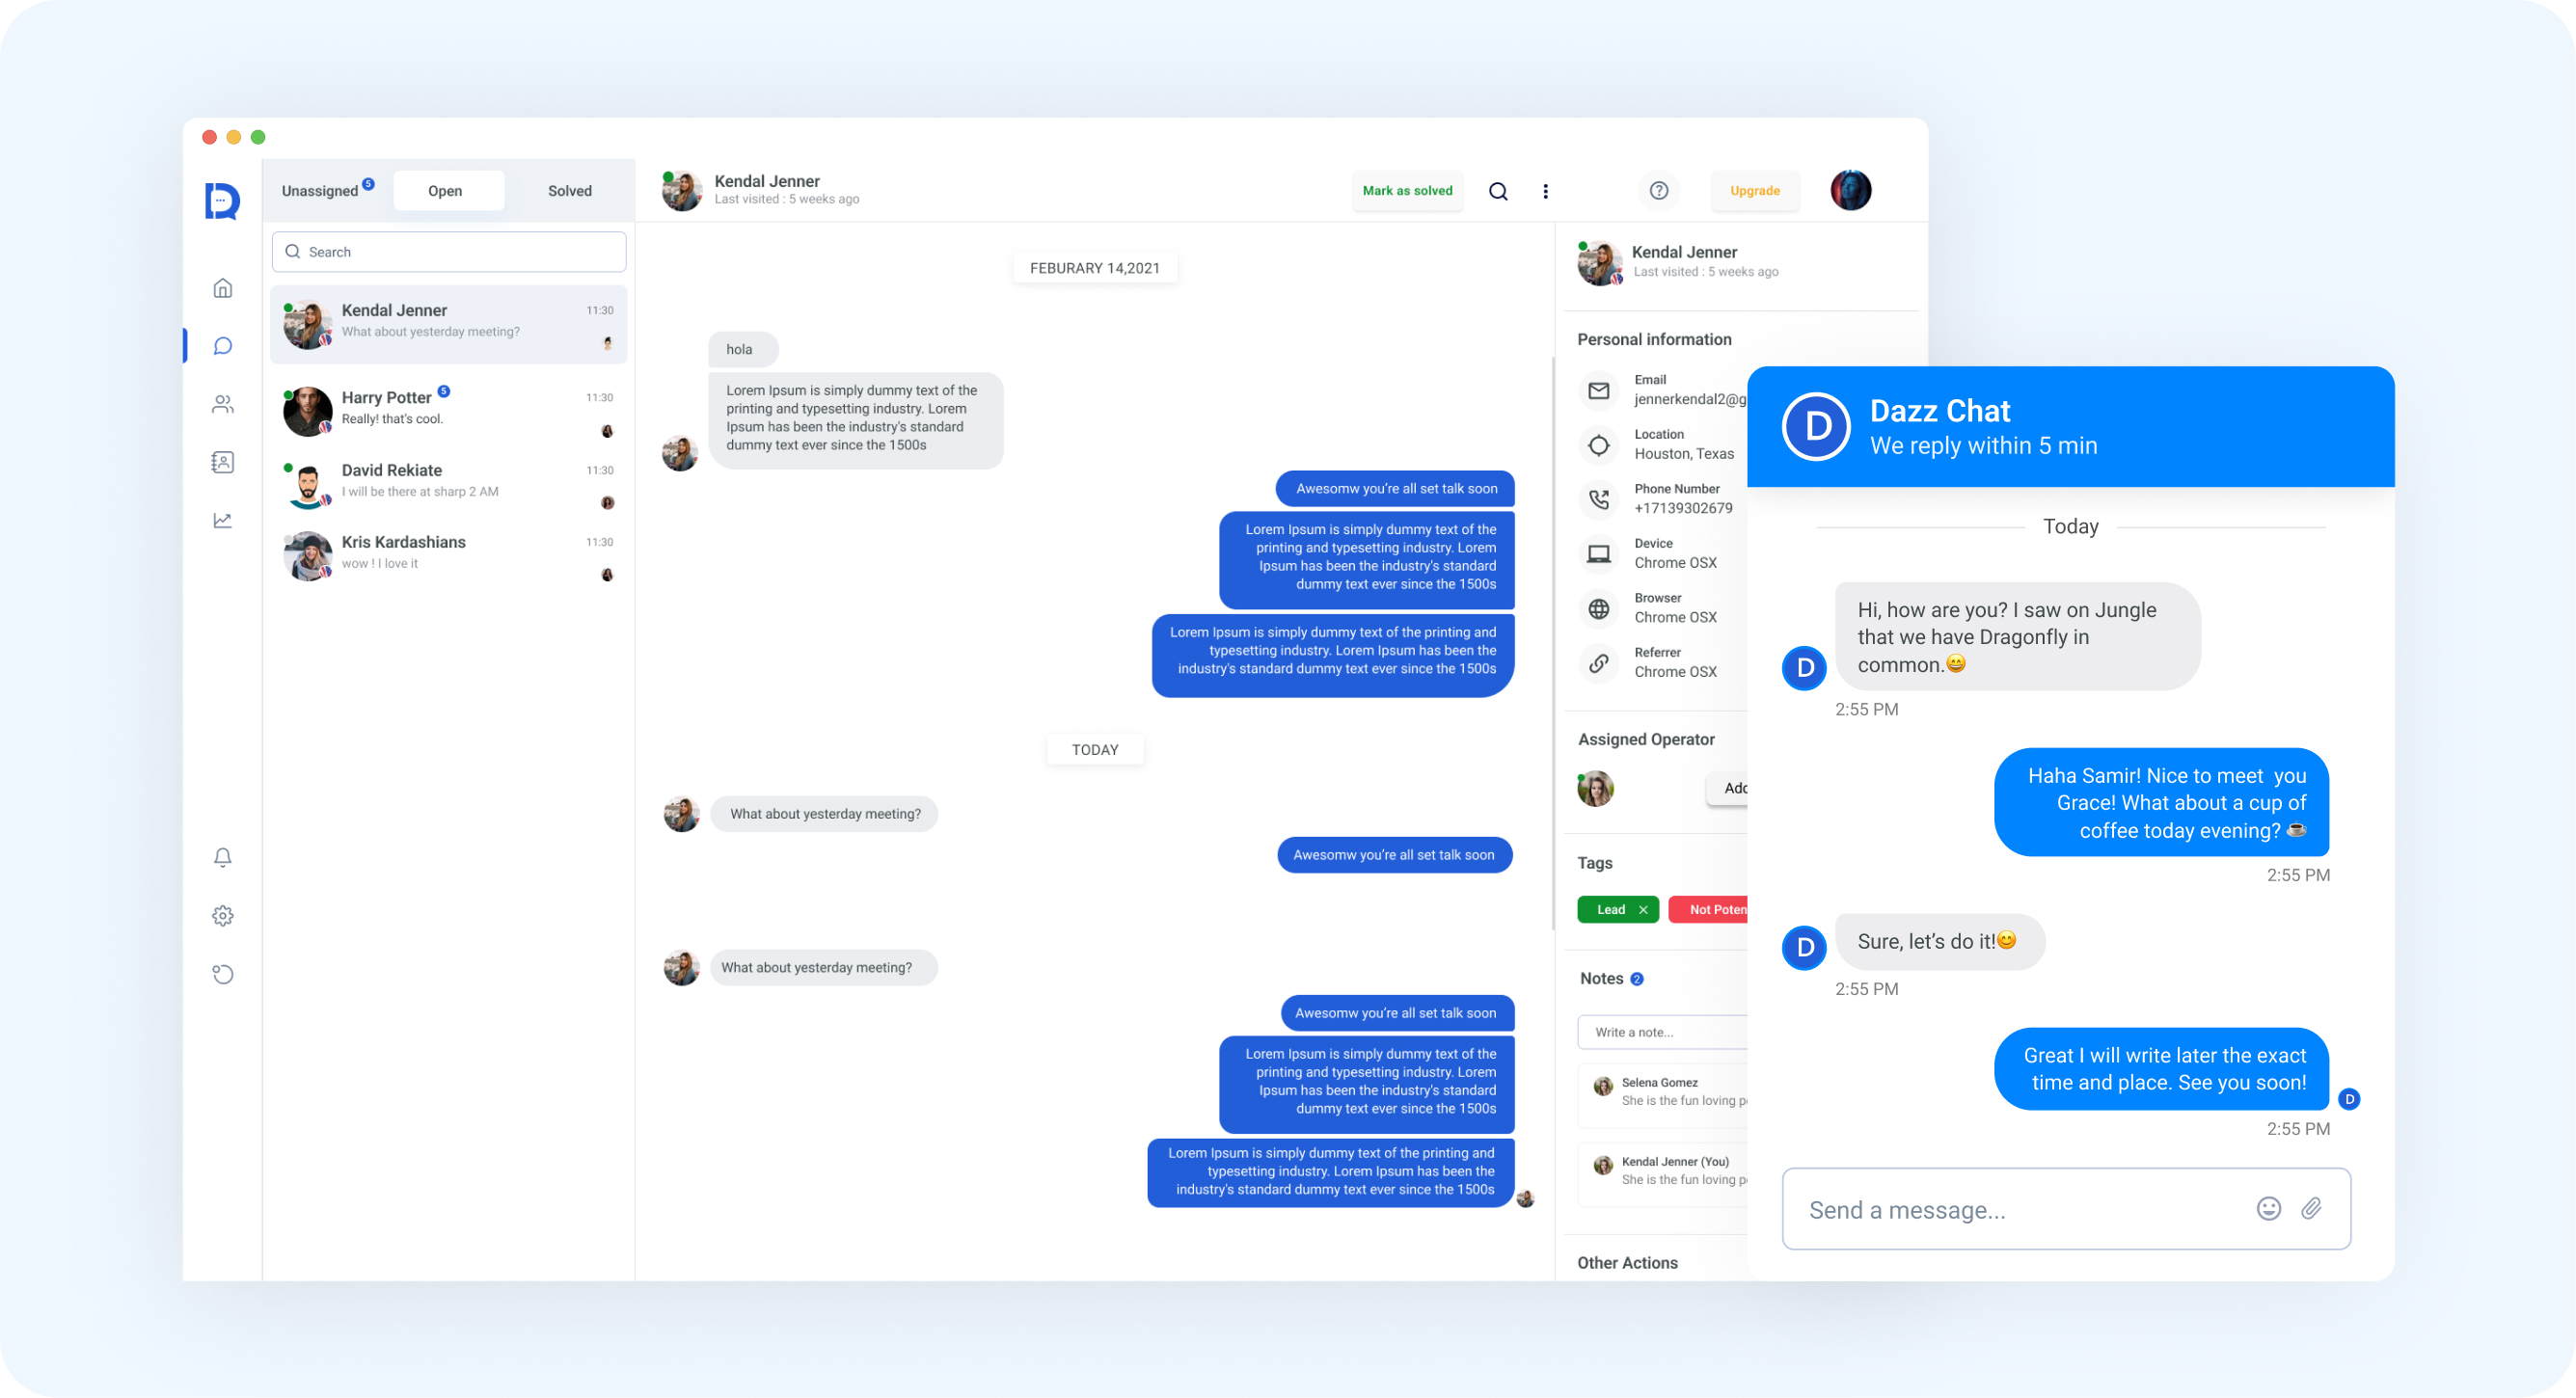 Unassigned 5
Open
Solved
Search
Kendal Jenner
11:30
What about yesterday meeting?
Harry Potter 5
11:30
Really! that's cool.
David Rekiate
11:30
I will be there at sharp 2 AM
Kris Kardashians
11:30
wow ! I love it
Kendal Jenner
Last visited : 5 weeks ago
Mark as solved
Upgrade
FEBURARY 14,2021
hola
Lorem Ipsum is simply dummy text of the
printing and typesetting industry. Lorem
Ipsum has been the industry's standard
dummy text ever since the 1500s
Awesomw you're all set talk soon
Lorem Ipsum is simply dummy text of the
printing and typesetting industry. Lorem
Ipsum has been the industry's standard
dummy text ever since the 1500s
Lorem Ipsum is simply dummy text of the printing and
typesetting industry. Lorem Ipsum has been the
industry's standard dummy text ever since the 1500s
TODAY
What about yesterday meeting?
Awesomw you're all set talk soon
What about yesterday meeting?
Awesomw you're all set talk soon
Lorem Ipsum is simply dummy text of the
printing and typesetting industry. Lorem
Ipsum has been the industry's standard
dummy text ever since the 1500s
Lorem Ipsum is simply dummy text of the printing and
typesetting industry. Lorem Ipsum has been the
industry's standard dummy text ever since the 1500s
Kendal Jenner
Last visited : 5 weeks ago
Personal information
Email
jennerkendal2@g
Location
Houston, Texas
Phone Number
+17139302679
Device
Chrome OSX
Browser
Chrome OSX
Referrer
Chrome OSX
Assigned Operator
Add
Tags
Lead
Not Poten
Notes 2
Write a note...
Selena Gomez
She is the fun loving
Kendal Jenner (You)
She is the fun loving
Other Actions
D
Dazz Chat
We reply within 5 min
Today
Hi, how are you? I saw on Jungle
that we have Dragonfly in
common.😄
D
2:55 PM
Haha Samir! Nice to meet you
Grace! What about a cup of
coffee today evening? ☕
2:55 PM
Sure, let's do it!😊
D
2:55 PM
Great I will write later the exact
time and place. See you soon!
D
2:55 PM
Send a message...